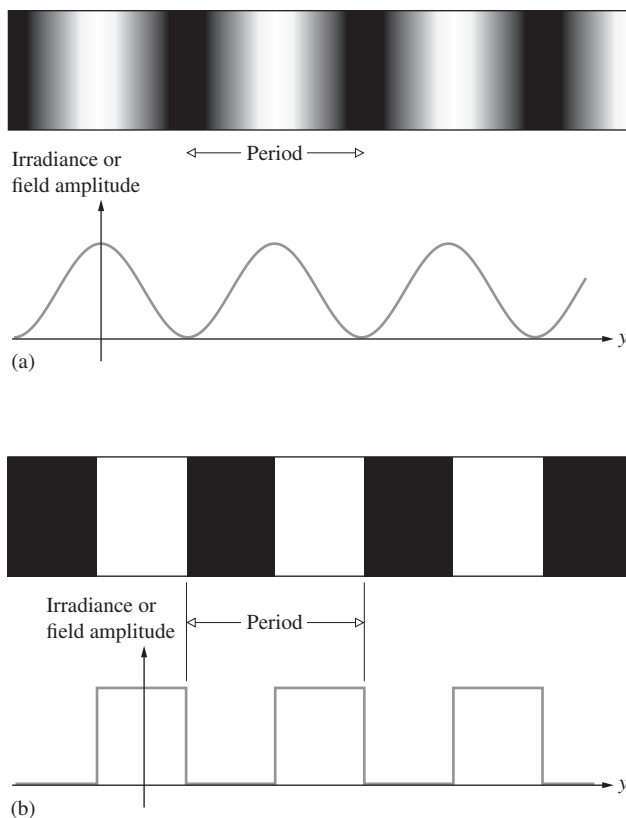 Period
Irradiance or
field amplitude
y
(a)
Irradiance or
field amplitude
Period
y
(b)